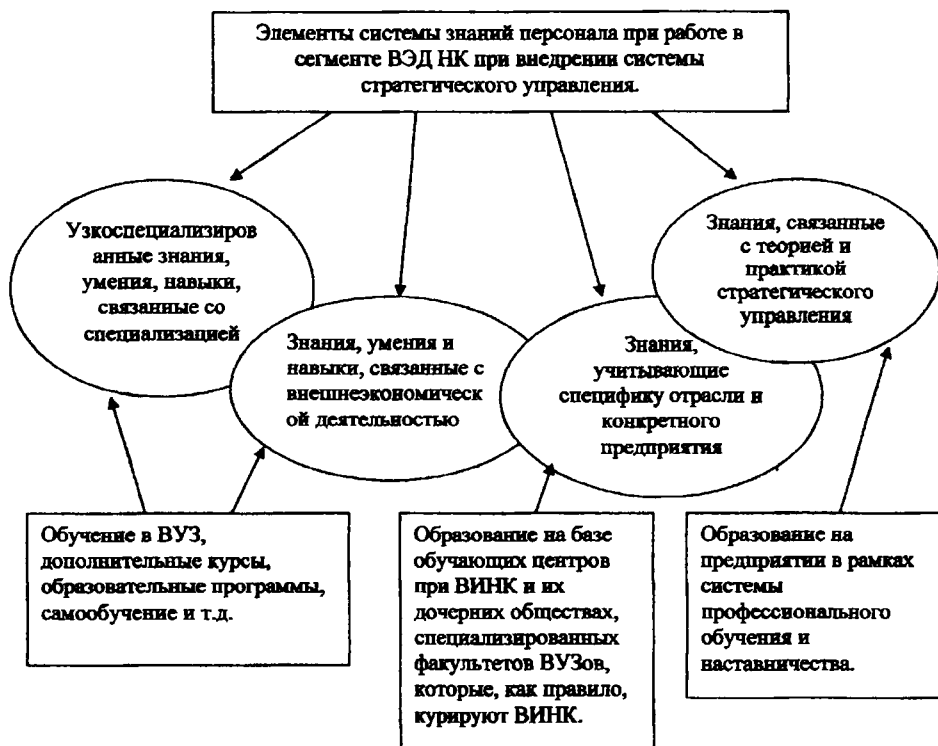 Элементы системы знаний персонала при работе в
сегменте ВЭД НК при внедрении системы
стратегического управления.
Узкоспециализиров
анные знания,
умения, навыки,
связанные со
специализацией
Знания, умения и
навыки, связанные с
внешнеэкономическ
ой деятельностью
Знания,
учитывающие
специфику отрасли и
конкретного
предприятия
Знания, связанные
с теорией и
практикой
стратегического
управления
Обучение в ВУЗ,
дополнительные курсы,
образовательные программы,
самообучение и т.д.
Образование на базе
обучающих центров
при ВИНК и их
дочерних обществах,
специализированных
факультетов ВУЗов,
которые, как правило,
курируют ВИНК.
Образование на
предприятии в рамках
системы
профессионального
обучения и
наставничества.